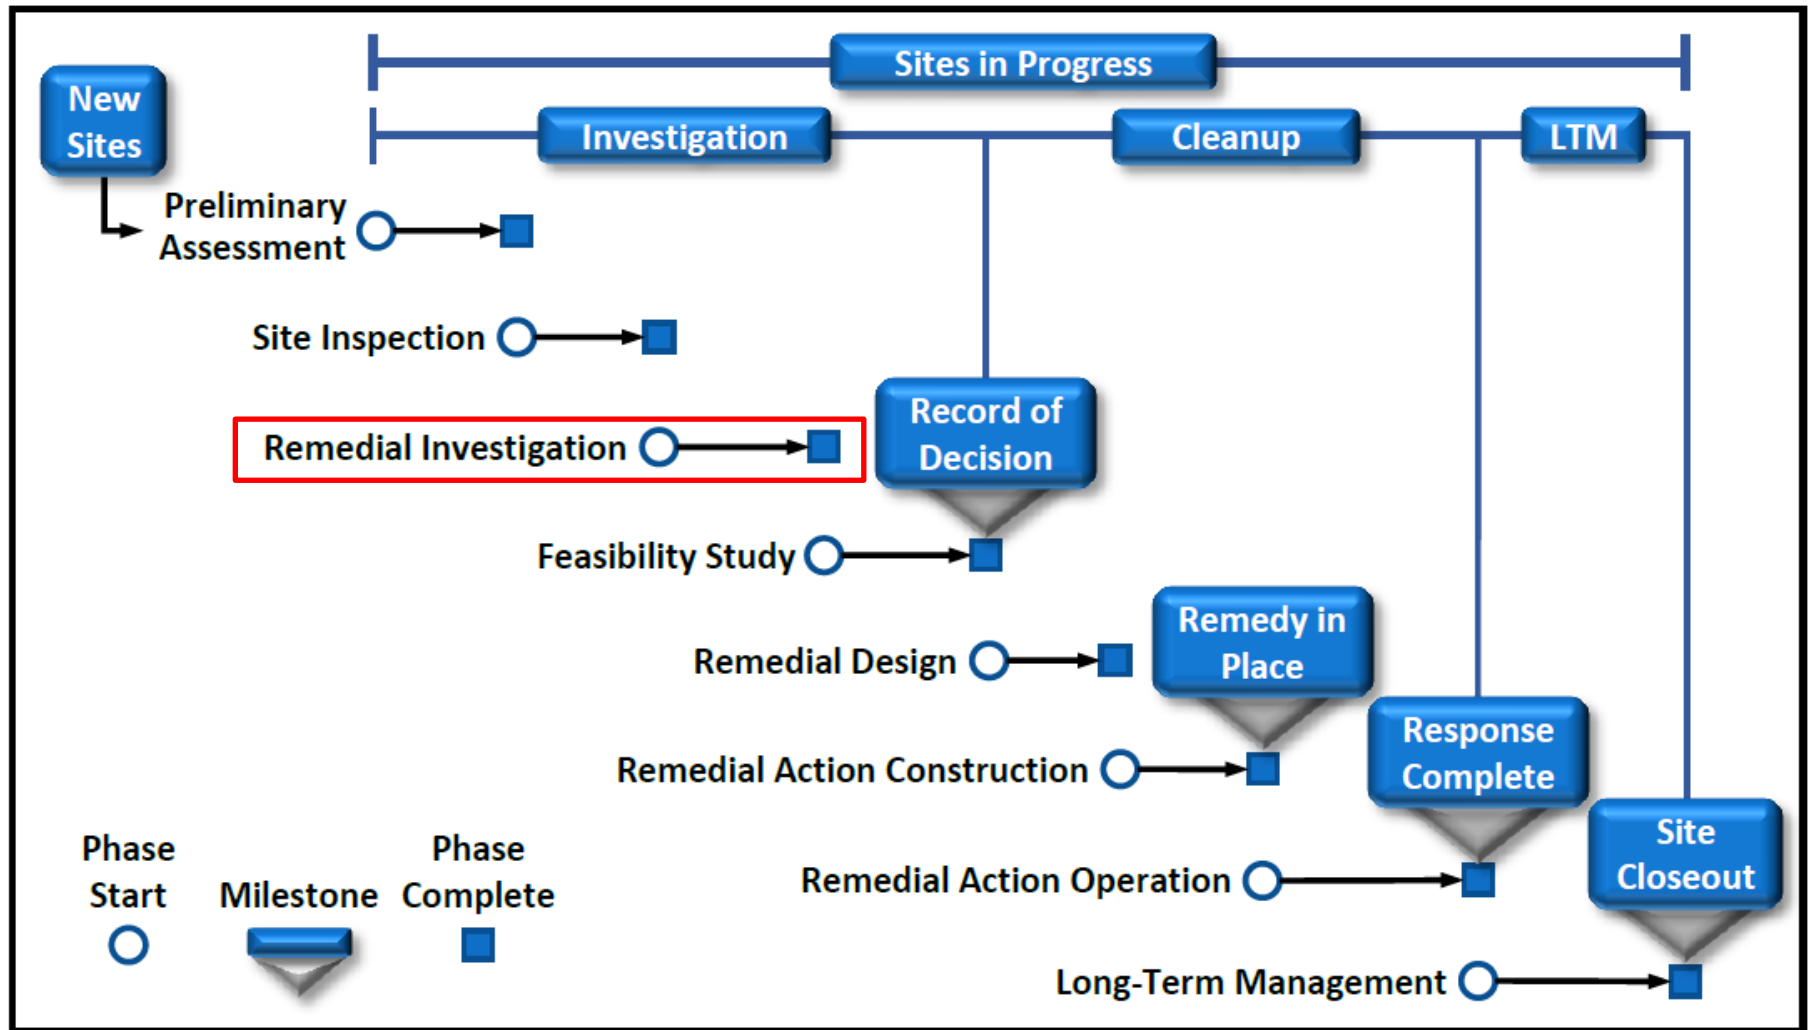 Sites in Progress
New
Sites
Investigation
Cleanup
LTM
Preliminary
Assessment
Site Inspection
Remedial Investigation
Record of
Decision
Feasibility Study
Remedial Design
Remedy in
Place
Remedial Action Construction
Response
Complete
Remedial Action Operation
Site
Closeout
Long-Term Management
Phase
Start
Milestone
Phase
Complete